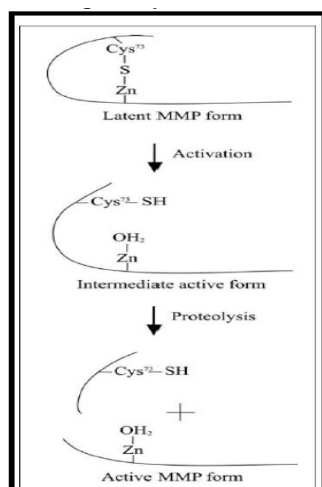 Cys⁷³
S
Zn
Latent MMP form
Activation
Cys⁷³ SH
OH₂
Zn
Intermediate active form
Proteolysis
Cys⁷³ SH
+
OH₂
Zn
Active MMP form